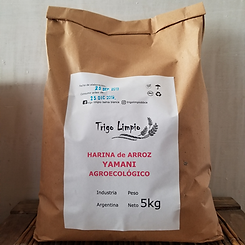 Trigo Limpio
HARINA de ARROZ
YAMANI
AGROECOLÓGICO
Industria Peso
Argentina Neto 5kg